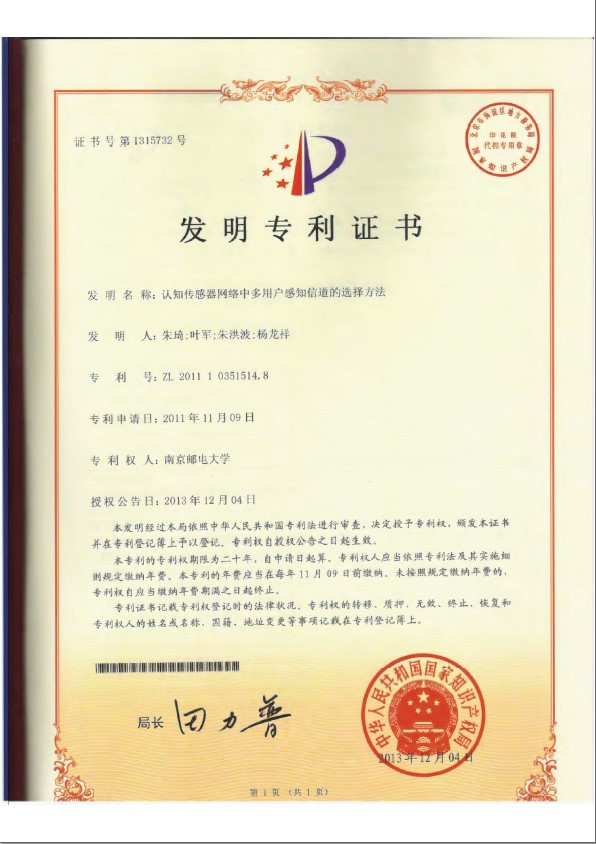 证书号第1315732号
印花税
代扣专用章
发明专利证书
发明名称:认知传感器网络中多用户感知信道的选择方法
发明人:朱琦;叶军;朱洪波;杨龙祥
专利号:ZL 2011 1 0351514.8
专利申请日:2011年11月09日
专利权人:南京邮电大学
授权公告日:2013年12月04日
本发明经过本局依照中华人民共和国专利法进行审查,决定授予专利权,颁发本证书
并在专利登记簿上予以登记。专利权自授权公告之日起生效。
本专利的专利权期限为二十年,自申请日起算。专利权人应当依照专利法及其实施细
则规定缴纳年费。本专利的年费应当在每年11月09日前缴纳。未按照规定缴纳年费的,
专利权自应当缴纳年费期满之日起终止。
专利证书记载专利权登记时的法律状况。专利权的转移、质押、无效、终止、恢复和
专利权人的姓名或名称、国籍、地址变更等事项记载在专利登记簿上。
局长 田力普
中华人民共和国国家知识产权局
2013年12月04日
第1页(共1页)